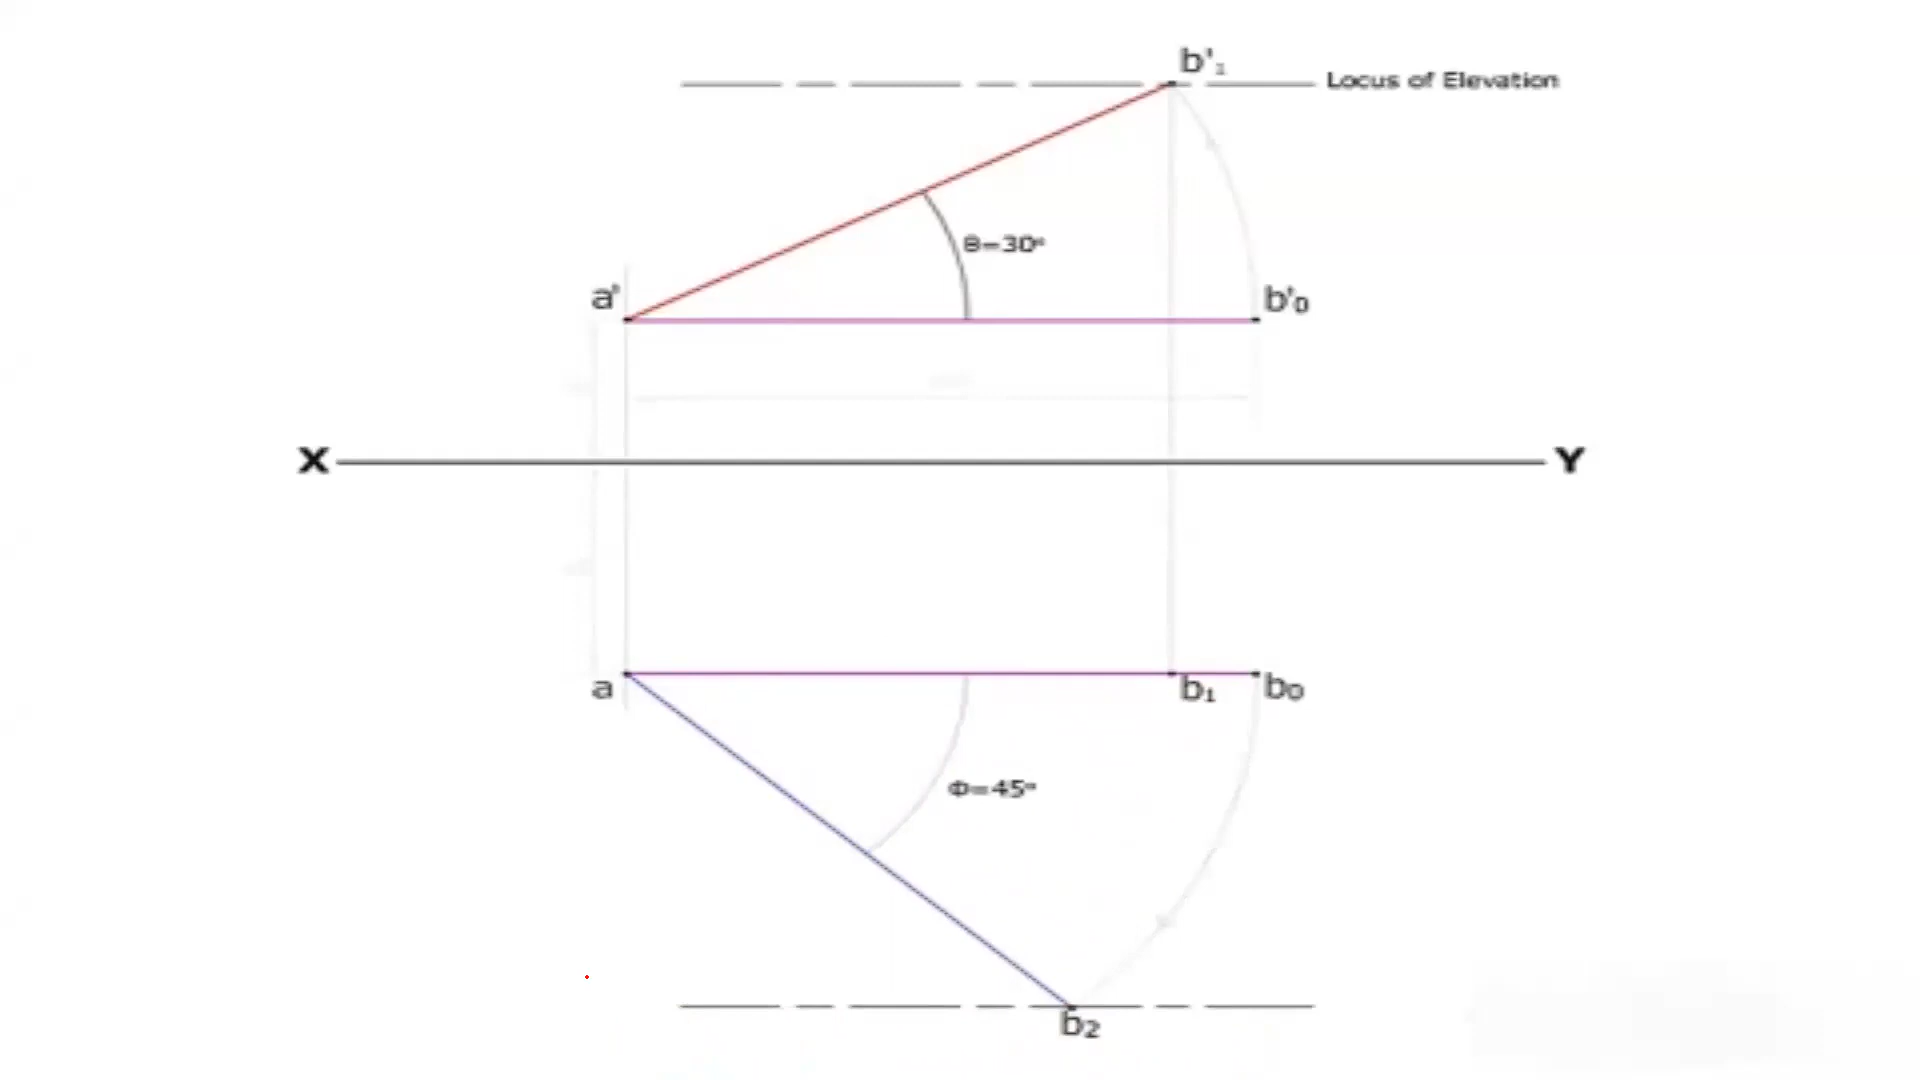 b'₁
Locus of Elevation
θ=30°
a'
b'₀
X
Y
a
b₁
b₀
Φ=45°
b₂